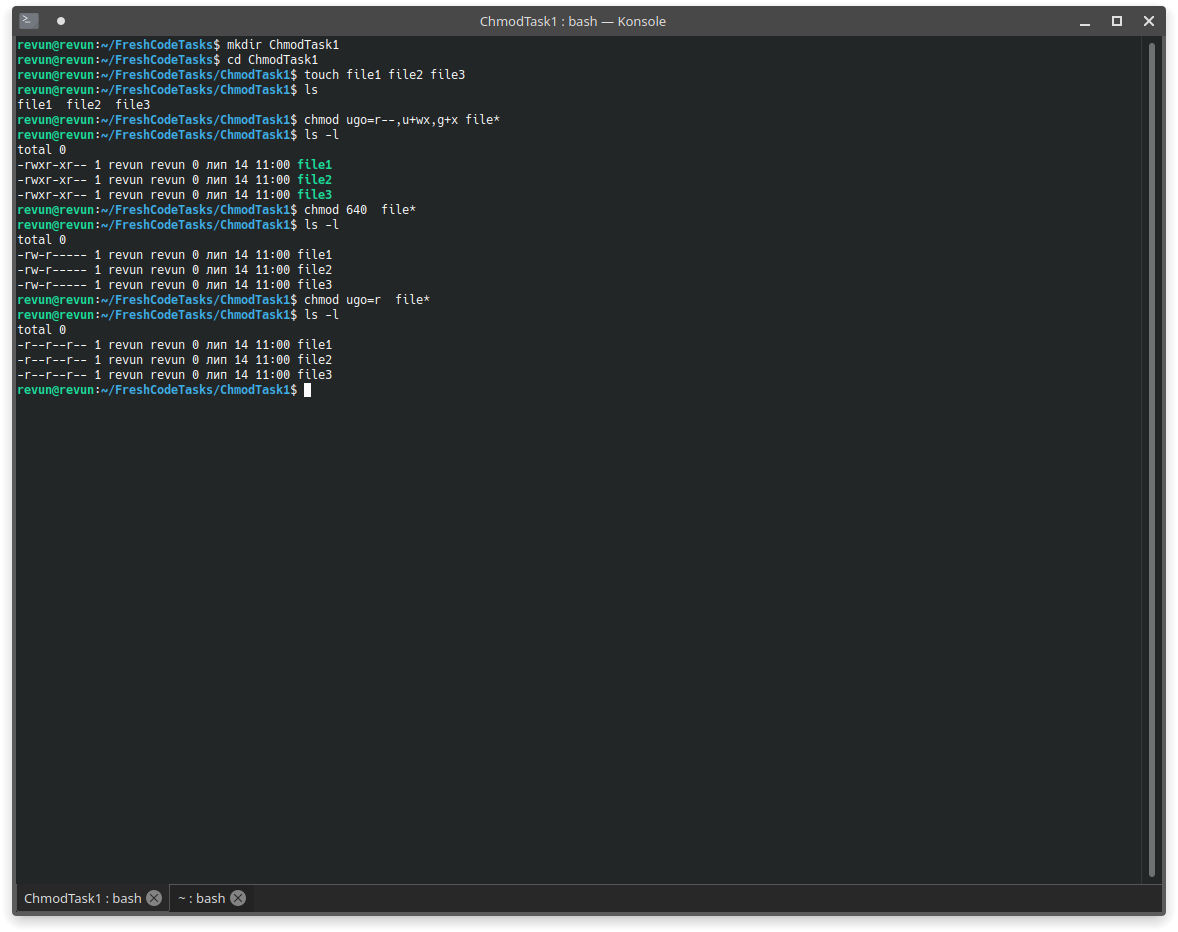 ChmodTask1 : bash — Konsole
revun@revun:~/FreshCodeTasks$ mkdir ChmodTask1
revun@revun:~/FreshCodeTasks$ cd ChmodTask1
revun@revun:~/FreshCodeTasks/ChmodTask1$ touch file1 file2 file3
revun@revun:~/FreshCodeTasks/ChmodTask1$ ls
file1  file2  file3
revun@revun:~/FreshCodeTasks/ChmodTask1$ chmod ugo=r--,u+wx,g+x file*
revun@revun:~/FreshCodeTasks/ChmodTask1$ ls -l
total 0
-rwxr-xr-- 1 revun revun 0 лип 14 11:00 file1
-rwxr-xr-- 1 revun revun 0 лип 14 11:00 file2
-rwxr-xr-- 1 revun revun 0 лип 14 11:00 file3
revun@revun:~/FreshCodeTasks/ChmodTask1$ chmod 640  file*
revun@revun:~/FreshCodeTasks/ChmodTask1$ ls -l
total 0
-rw-r----- 1 revun revun 0 лип 14 11:00 file1
-rw-r----- 1 revun revun 0 лип 14 11:00 file2
-rw-r----- 1 revun revun 0 лип 14 11:00 file3
revun@revun:~/FreshCodeTasks/ChmodTask1$ chmod ugo=r  file*
revun@revun:~/FreshCodeTasks/ChmodTask1$ ls -l
total 0
-r--r--r-- 1 revun revun 0 лип 14 11:00 file1
-r--r--r-- 1 revun revun 0 лип 14 11:00 file2
-r--r--r-- 1 revun revun 0 лип 14 11:00 file3
revun@revun:~/FreshCodeTasks/ChmodTask1$
ChmodTask1 : bash
~ : bash